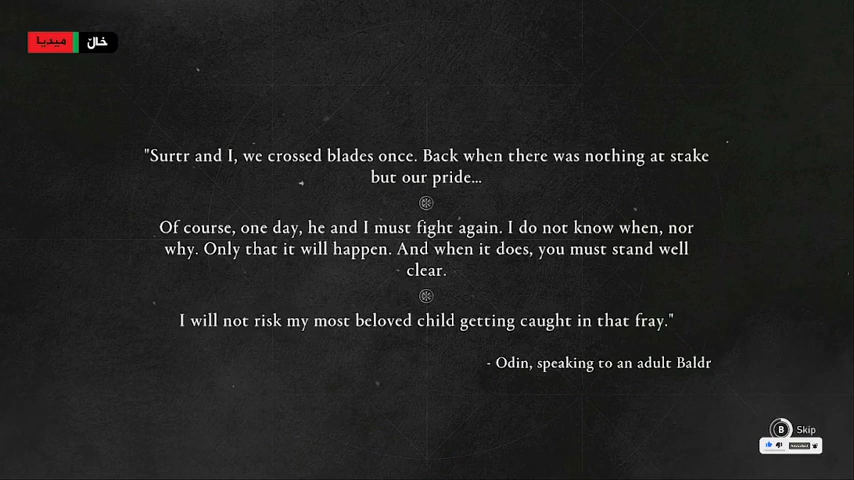 ميديا خال
"Surtr and I, we crossed blades once. Back when there was nothing at stake
but our pride...
Of course, one day, he and I must fight again. I do not know when, nor
why. Only that it will happen. And when it does, you must stand well
clear.
I will not risk my most beloved child getting caught in that fray."
- Odin, speaking to an adult Baldr
B Skip